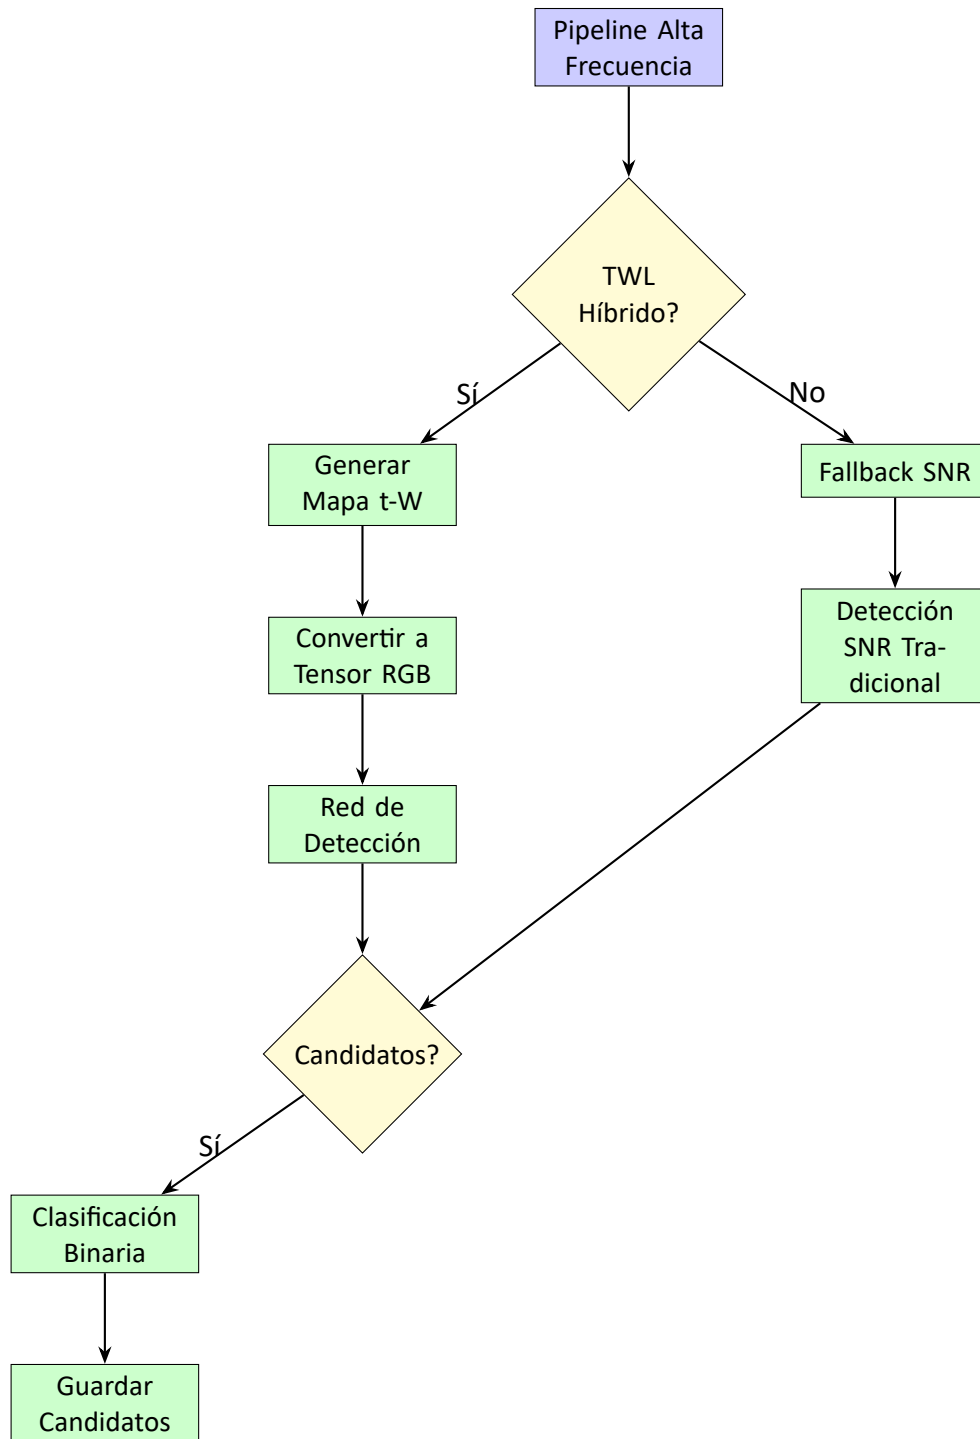 Pipeline Alta
Frecuencia
TWL
Híbrido?
Sí
No
Generar
Mapa t-W
Fallback SNR
Convertir a
Tensor RGB
Detección
SNR Tra-
dicional
Red de
Detección
Candidatos?
Sí
Clasificación
Binaria
Guardar
Candidatos